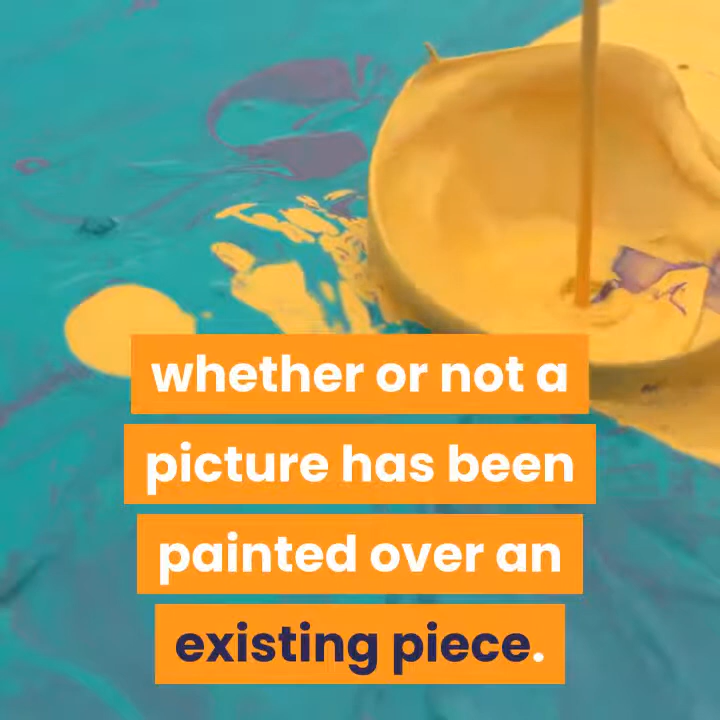 whether or not a
picture has been
painted over an
existing piece.